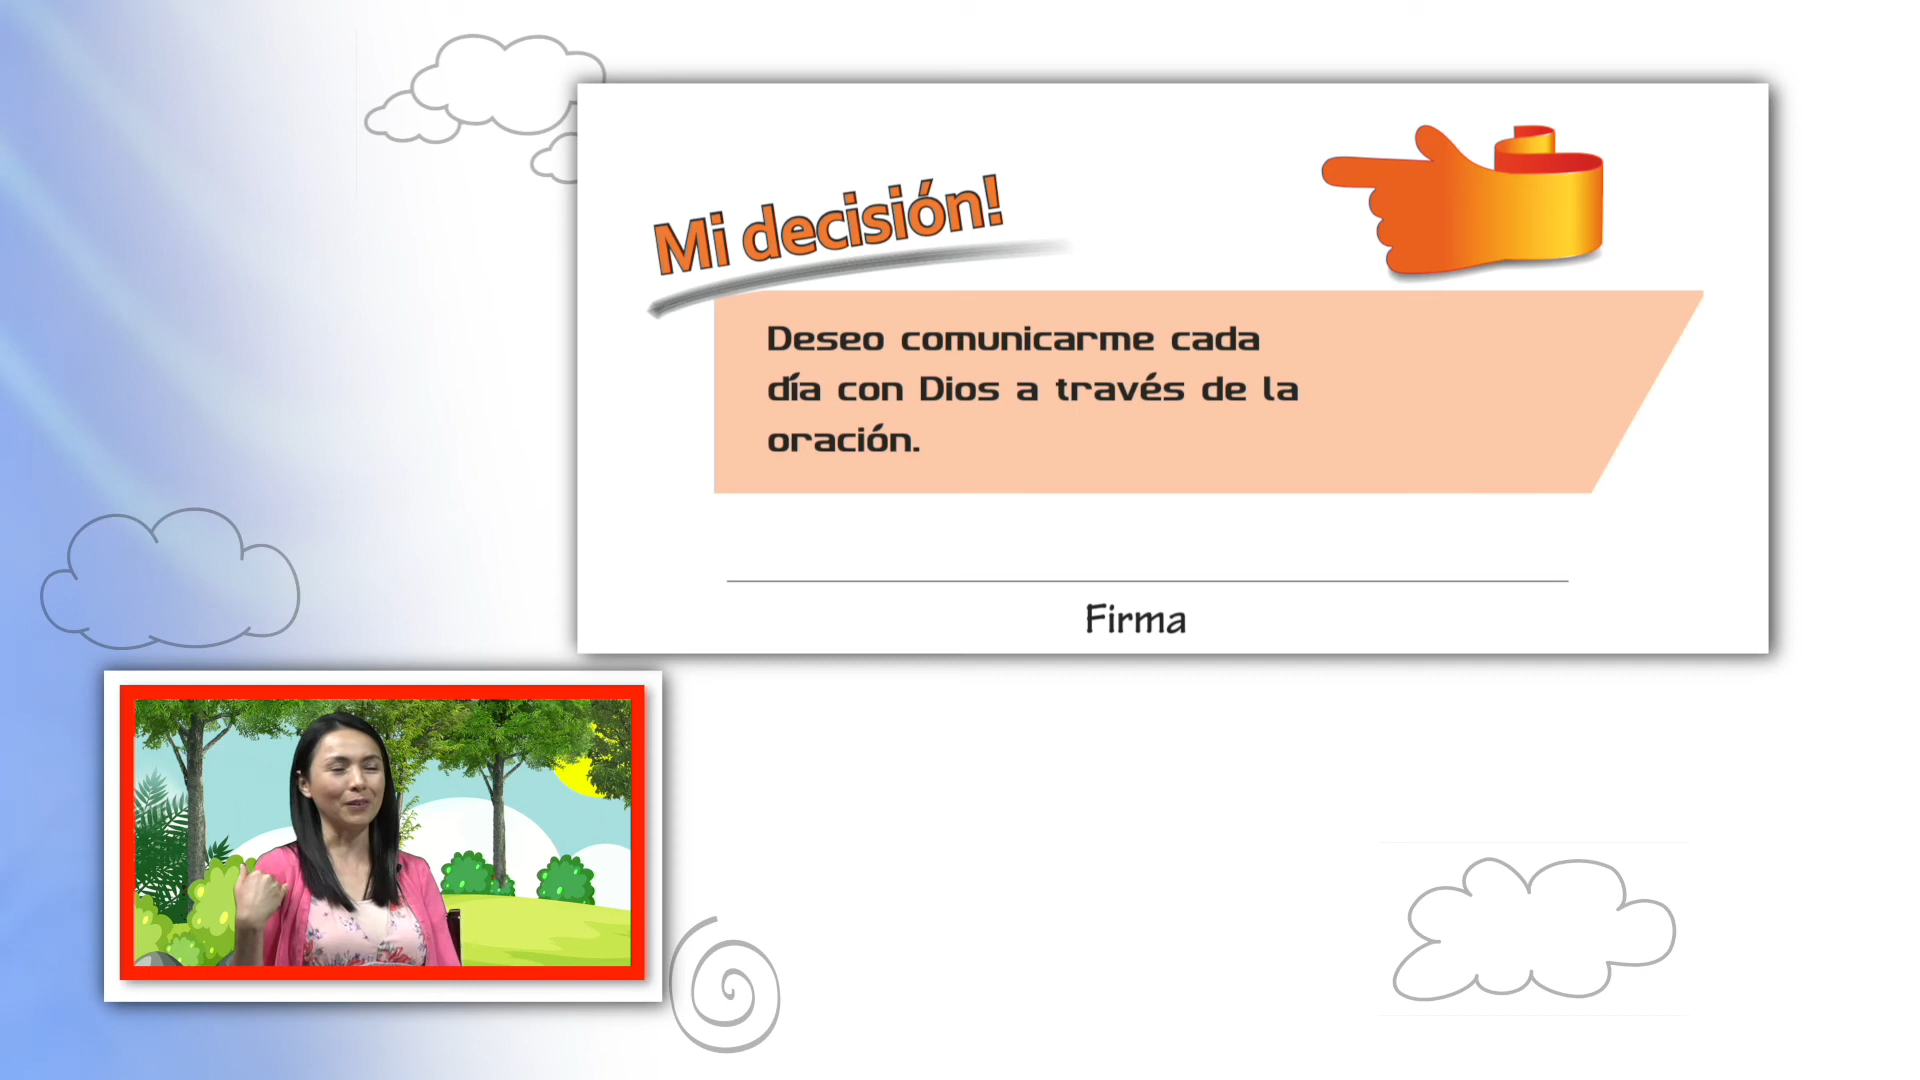 Mi decisión!
Deseo comunicarme cada
día con Dios a través de la
oración.
Firma